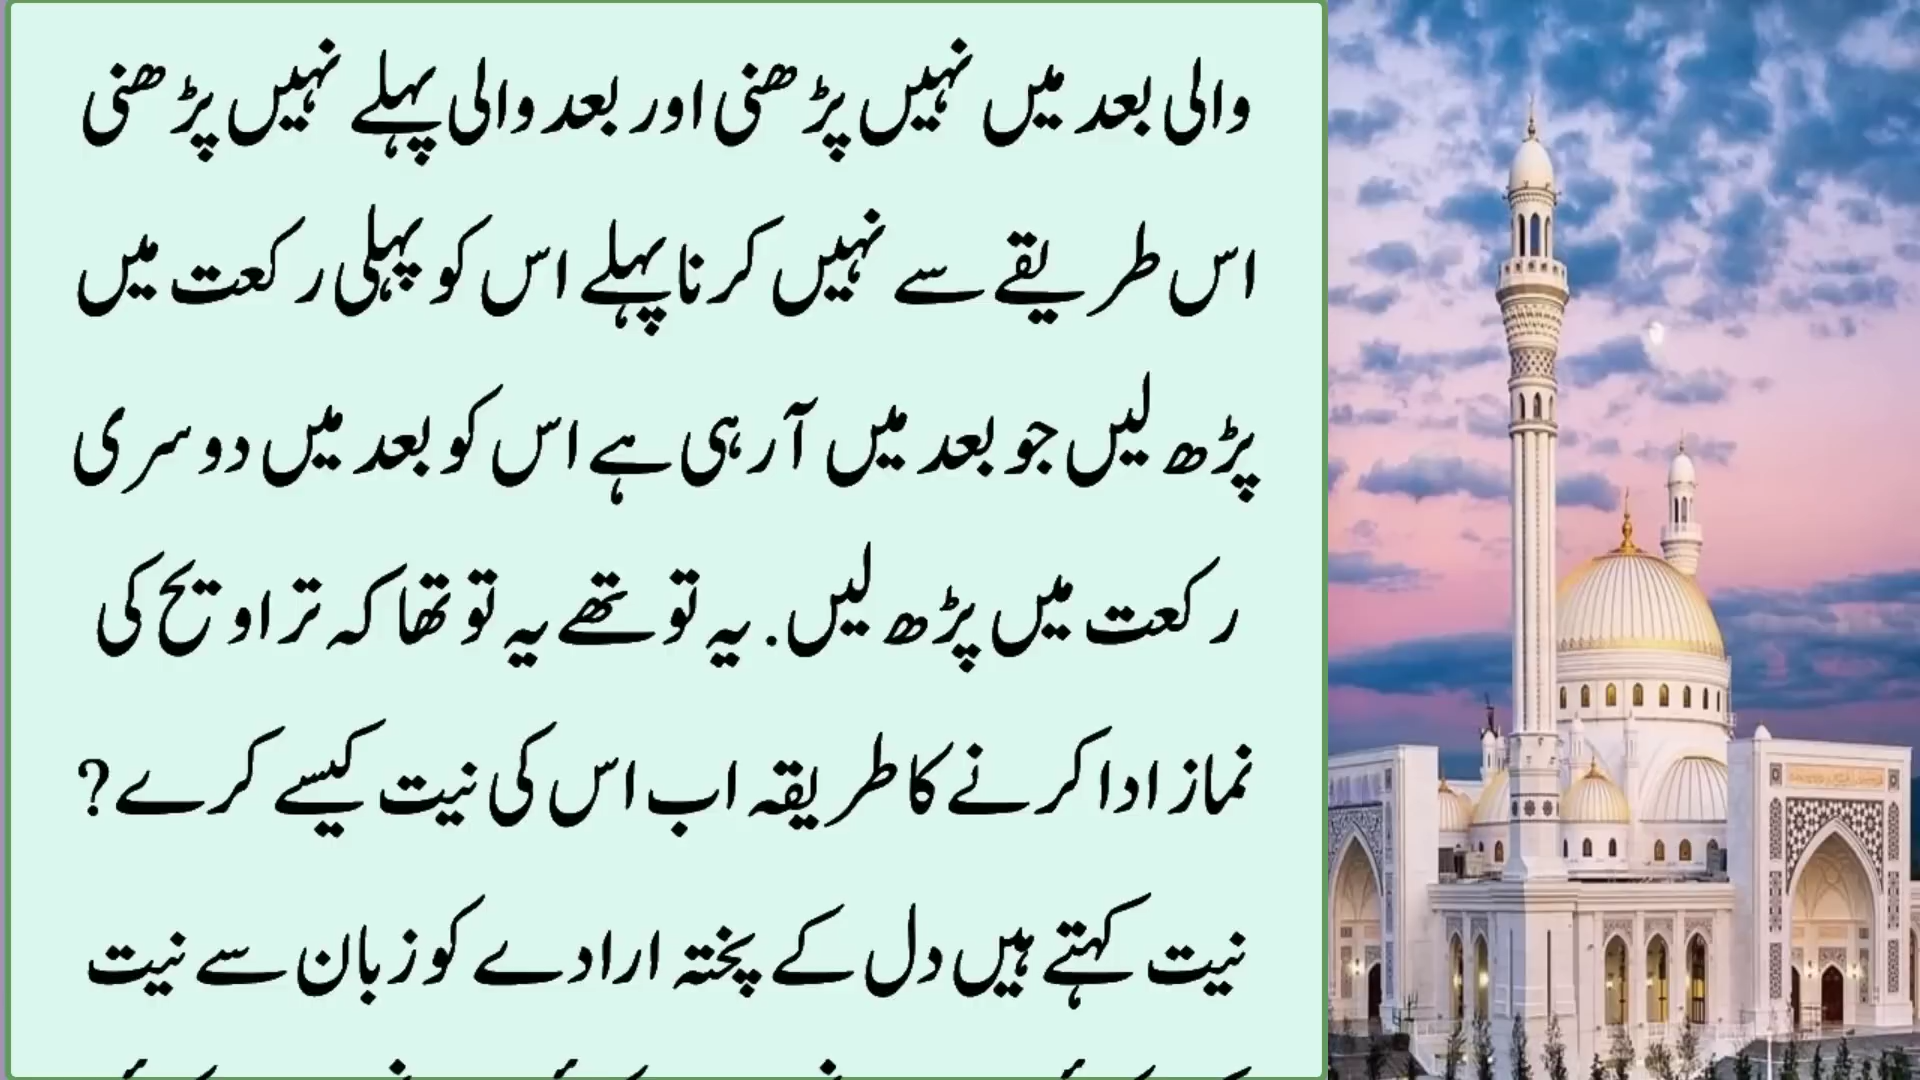 والی بعد میں نہیں پڑھنی اور بعد والی پہلے نہیں پڑھنی
اس طریقے سے نہیں کرنا پہلے اس کو پہلی رکعت میں
پڑھ لیں جو بعد میں آرہی ہے اس کو بعد میں دوسری
رکعت میں پڑھ لیں. یہ تو تھے یہ تو تھا کہ تراویح کی
نماز ادا کرنے کا طریقہ اب اس کی نیت کیسے کرے?
نیت کہتے ہیں دل کے پختہ ارادے کو زبان سے نیت